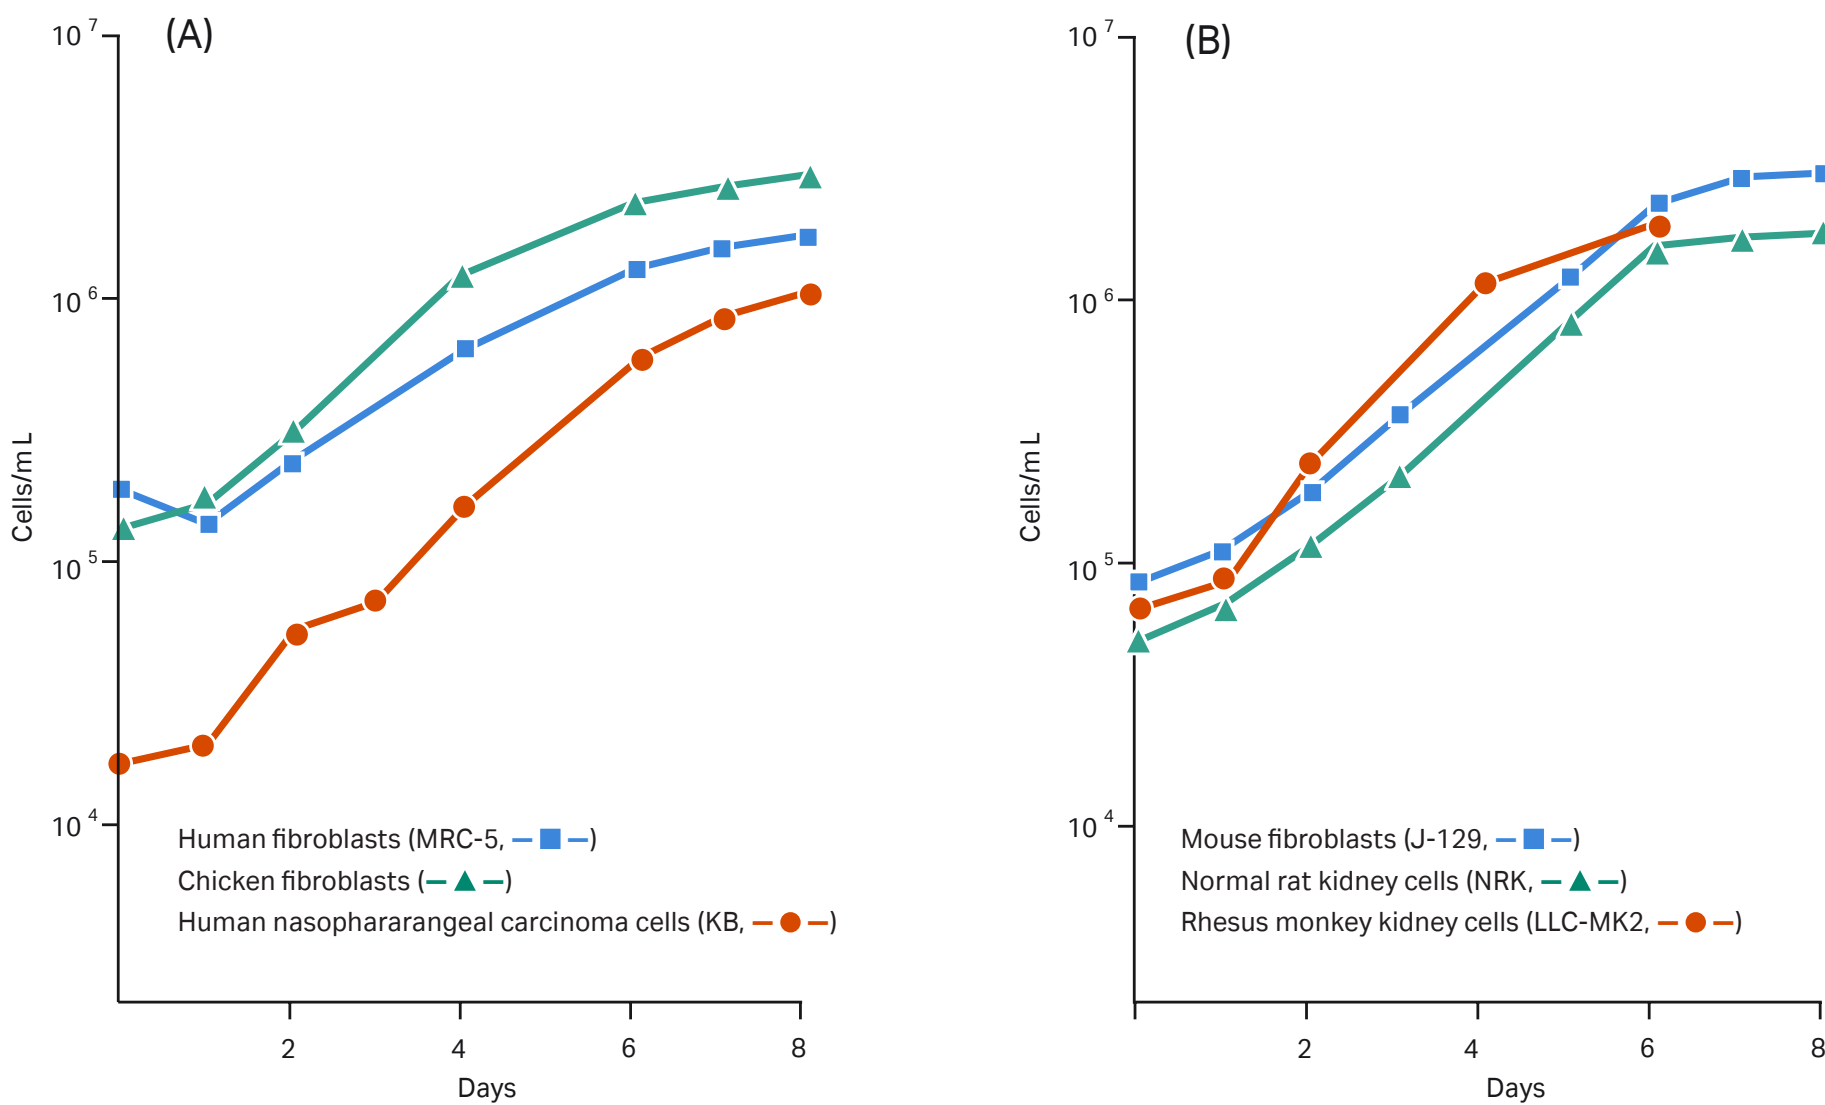 (A)
10 7
10 6
10 5
10 4
Cells/mL
Human fibroblasts (MRC-5, – ■ –)
Chicken fibroblasts (– ▲ –)
Human nasophararangeal carcinoma cells (KB, – ● –)
2 4 6 8
Days
(B)
10 7
10 6
10 5
10 4
Cells/mL
Mouse fibroblasts (J-129, – ■ –)
Normal rat kidney cells (NRK, – ▲ –)
Rhesus monkey kidney cells (LLC-MK2, – ● –)
2 4 6 8
Days